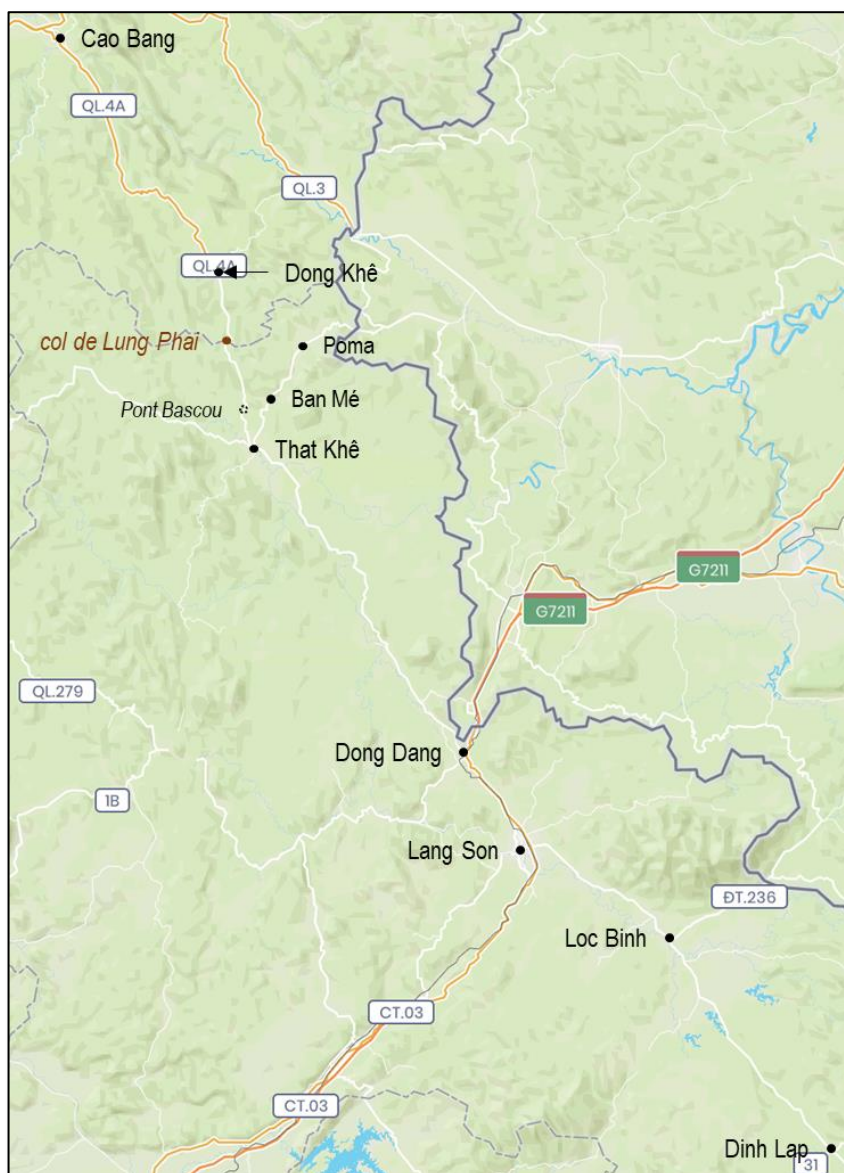 Cao Bang
QL.4A
QL.3
QL.4A
Dong Khê
col de Lung Phai
Poma
Ban Mé
Pont Bascou
That Khê
G7211
G7211
QL.279
Dong Dang
1B
Lang Son
ĐT.236
Loc Binh
CT.03
CT.03
Dinh Lap
31